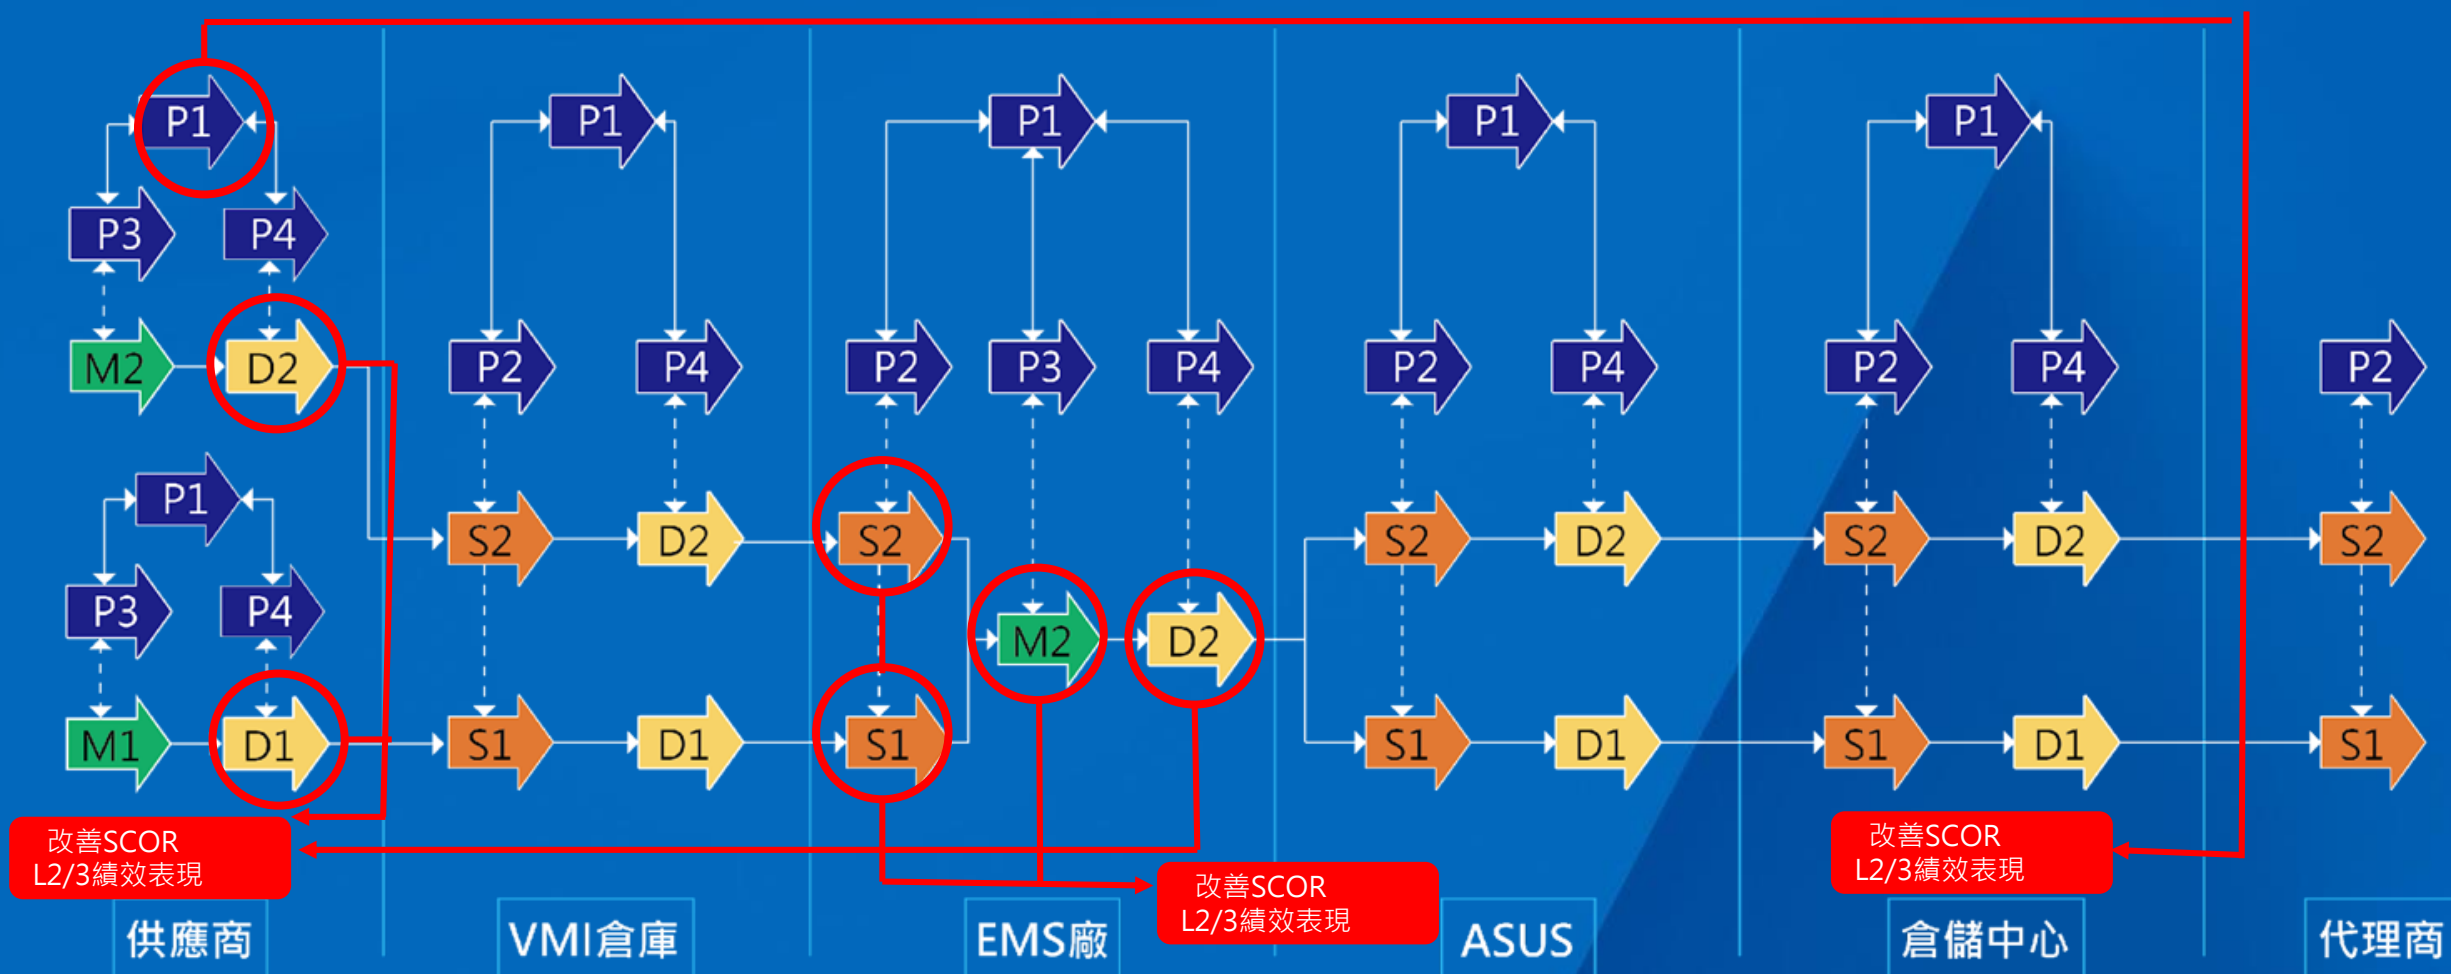 P1
P1
P1
P1
P1
P3
P4
P2
P4
P2
P3
P4
P2
P4
P2
P4
P2
M2
D2
P1
S2
D2
S2
S2
D2
S2
D2
S2
P3
P4
M2
D2
M1
D1
S1
D1
S1
S1
D1
S1
D1
S1
改善SCOR
L2/3績效表現
改善SCOR
L2/3績效表現
改善SCOR
L2/3績效表現
供應商
VMI倉庫
EMS廠
ASUS
倉儲中心
代理商